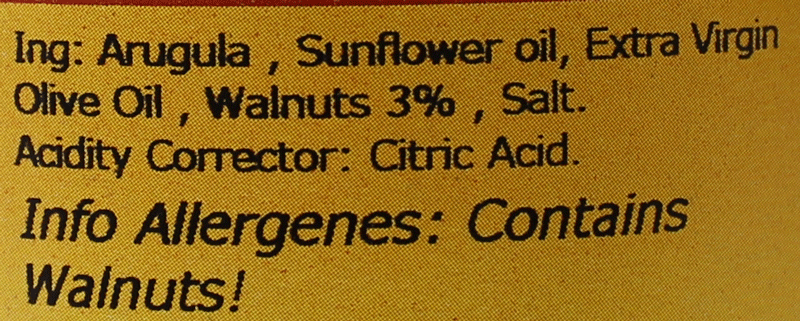 Ing: Arugula , Sunflower oil, Extra Virgin
Olive Oil , Walnuts 3% , Salt.
Acidity Corrector: Citric Acid.
Info Allergenes: Contains
Walnuts!